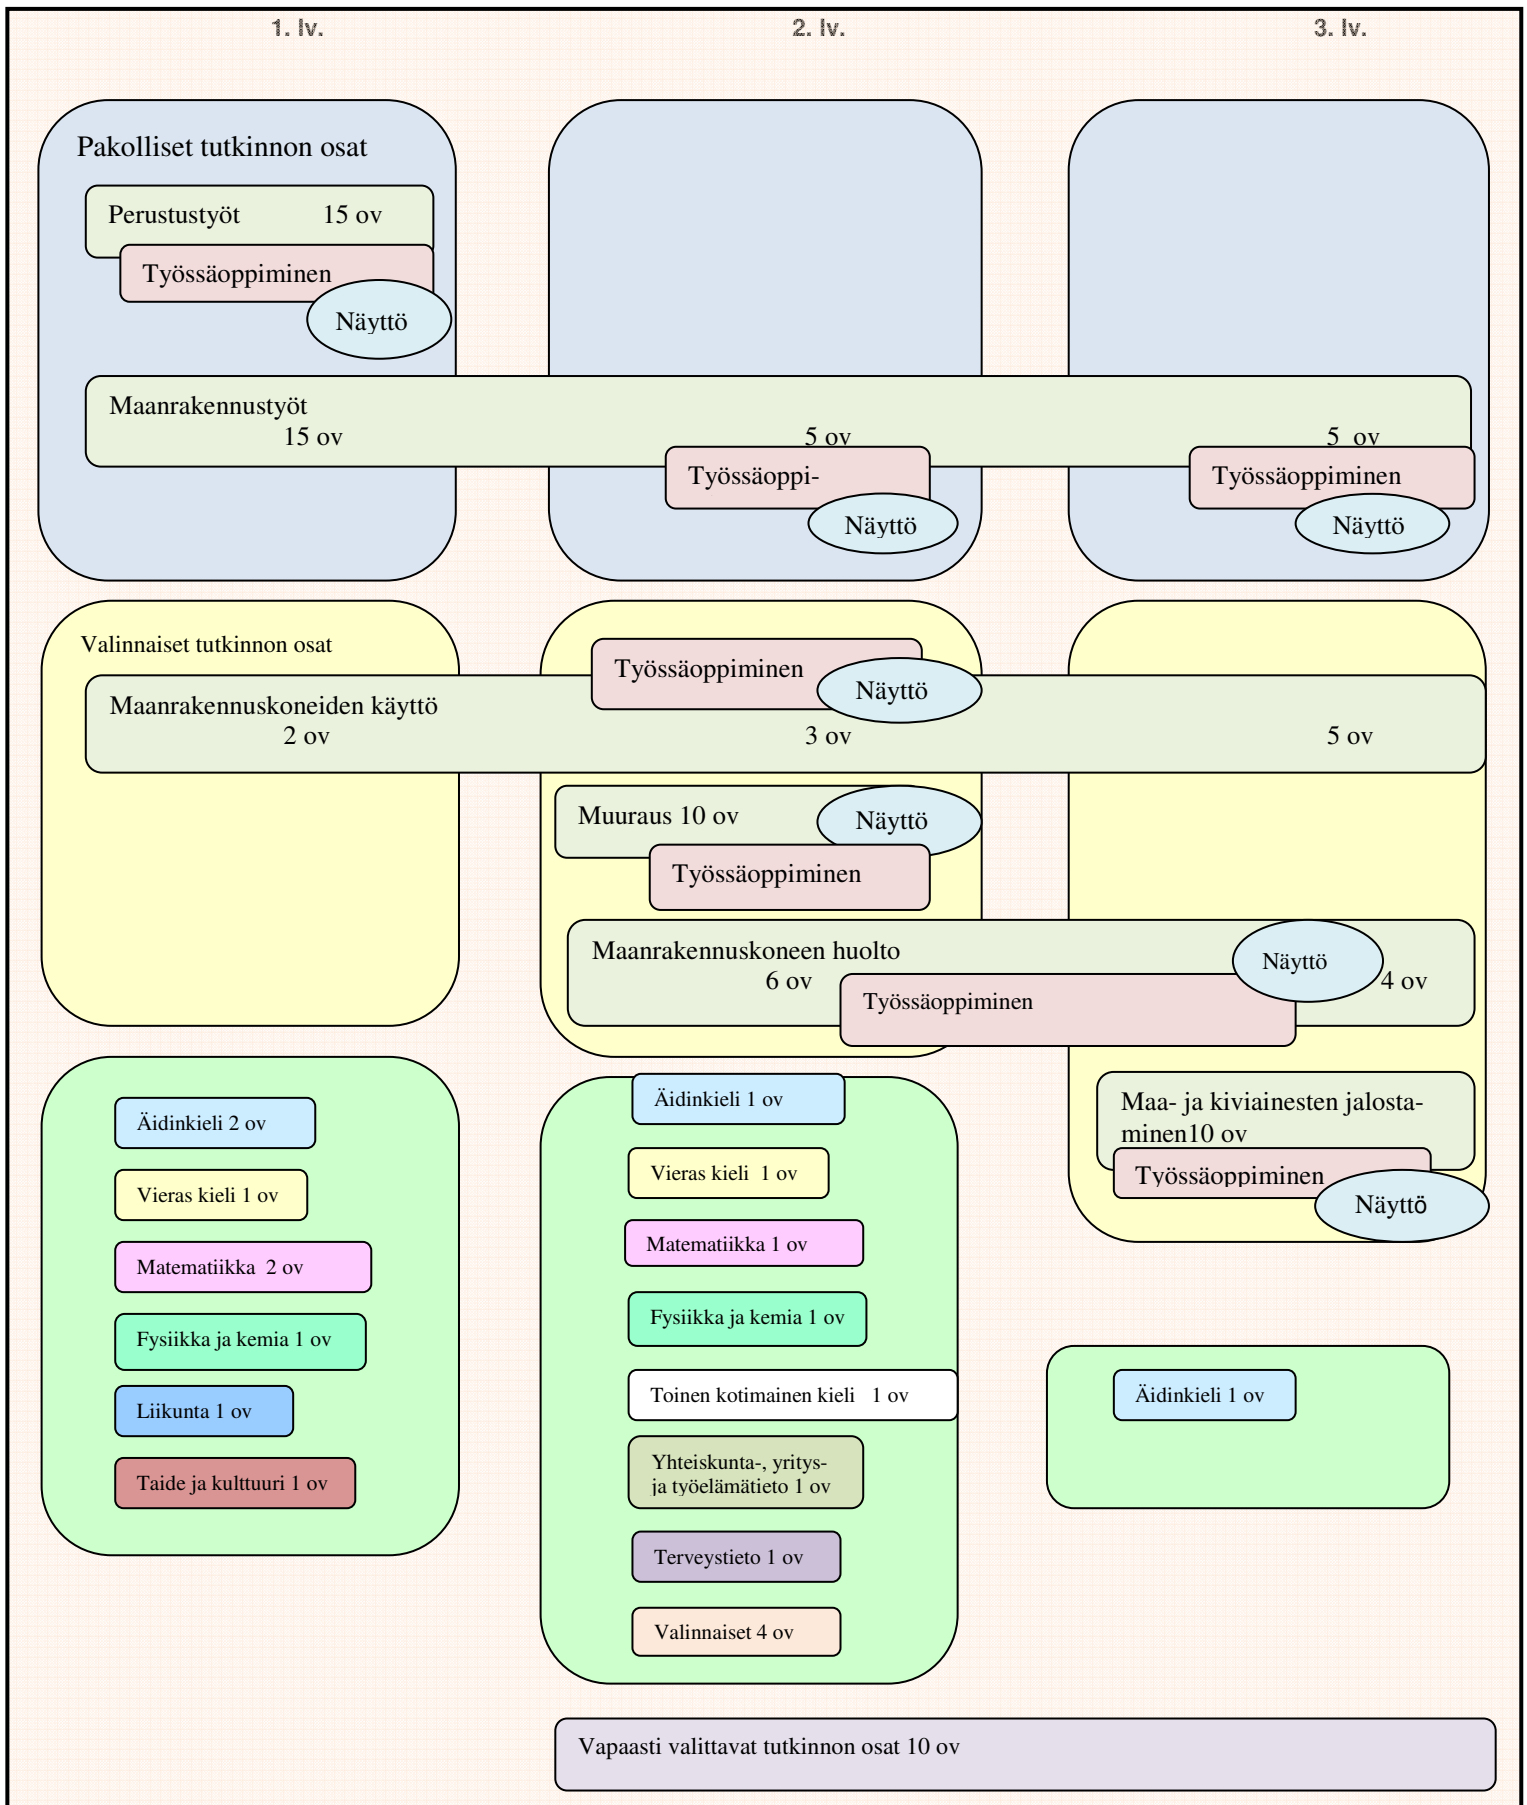 1. lv.
2. lv.
3. lv.
Pakolliset tutkinnon osat
Perustustyöt 15 ov
Työssäoppiminen
Näyttö
Maanrakennustyöt
15 ov
5 ov
5 ov
Työssäoppi-
Näyttö
Työssäoppiminen
Näyttö
Valinnaiset tutkinnon osat
Työssäoppiminen
Näyttö
Maanrakennuskoneiden käyttö
2 ov
3 ov
5 ov
Muuraus 10 ov
Näyttö
Työssäoppiminen
Maanrakennuskoneen huolto
6 ov
Näyttö
4 ov
Työssäoppiminen
Maa- ja kiviainesten jalosta-
minen10 ov
Työssäoppiminen
Näyttö
Äidinkieli 2 ov
Vieras kieli 1 ov
Matematiikka 2 ov
Fysiikka ja kemia 1 ov
Liikunta 1 ov
Taide ja kulttuuri 1 ov
Äidinkieli 1 ov
Vieras kieli 1 ov
Matematiikka 1 ov
Fysiikka ja kemia 1 ov
Toinen kotimainen kieli 1 ov
Yhteiskunta-, yritys-
ja työelämätieto 1 ov
Terveystieto 1 ov
Valinnaiset 4 ov
Äidinkieli 1 ov
Vapaasti valittavat tutkinnon osat 10 ov